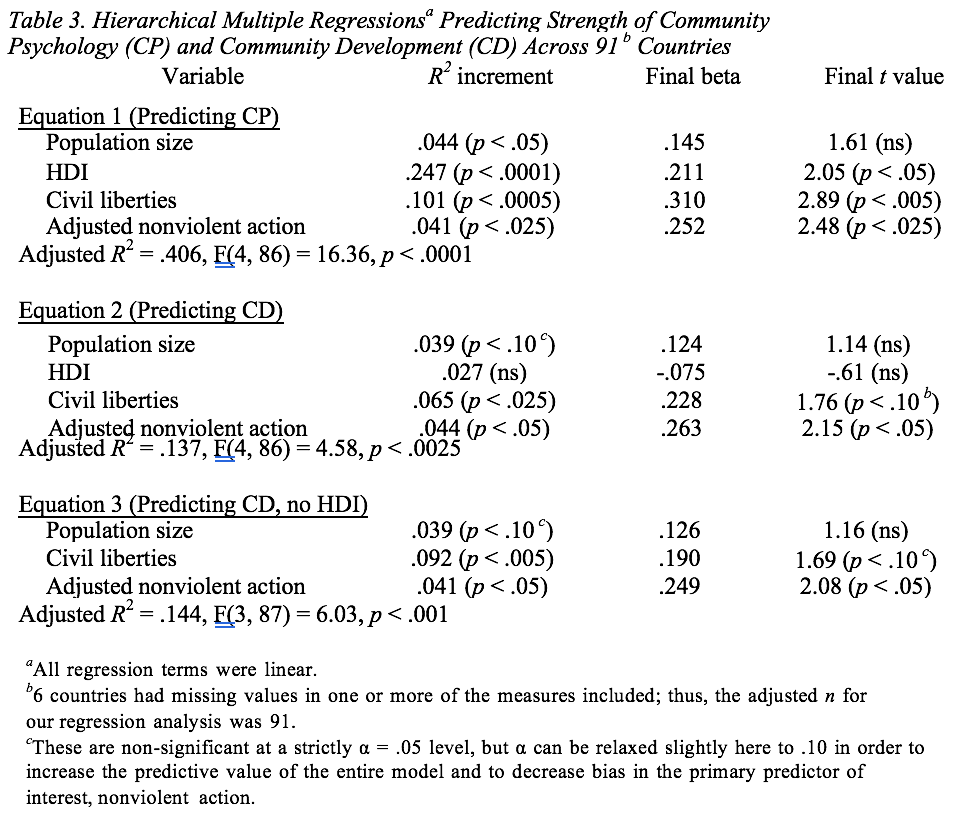 Table 3. Hierarchical Multiple Regressionsᵃ Predicting Strength of Community
Psychology (CP) and Community Development (CD) Across 91 ᵇ Countries
Variable R² increment Final beta Final t value
Equation 1 (Predicting CP)
Population size .044 (p < .05) .145 1.61 (ns)
HDI .247 (p < .0001) .211 2.05 (p < .05)
Civil liberties .101 (p < .0005) .310 2.89 (p < .005)
Adjusted nonviolent action .041 (p < .025) .252 2.48 (p < .025)
Adjusted R² = .406, F(4, 86) = 16.36, p < .0001
Equation 2 (Predicting CD)
Population size .039 (p < .10 ᶜ) .124 1.14 (ns)
HDI .027 (ns) -.075 -.61 (ns)
Civil liberties .065 (p < .025) .228 1.76 (p < .10 ᵇ)
Adjusted nonviolent action .044 (p < .05) .263 2.15 (p < .05)
Adjusted R² = .137, F(4, 86) = 4.58, p < .0025
Equation 3 (Predicting CD, no HDI)
Population size .039 (p < .10 ᶜ) .126 1.16 (ns)
Civil liberties .092 (p < .005) .190 1.69 (p < .10 ᶜ)
Adjusted nonviolent action .041 (p < .05) .249 2.08 (p < .05)
Adjusted R² = .144, F(3, 87) = 6.03, p < .001
ᵃAll regression terms were linear.
ᵇ6 countries had missing values in one or more of the measures included; thus, the adjusted n for
our regression analysis was 91.
ᶜThese are non-significant at a strictly α = .05 level, but α can be relaxed slightly here to .10 in order to
increase the predictive value of the entire model and to decrease bias in the primary predictor of
interest, nonviolent action.